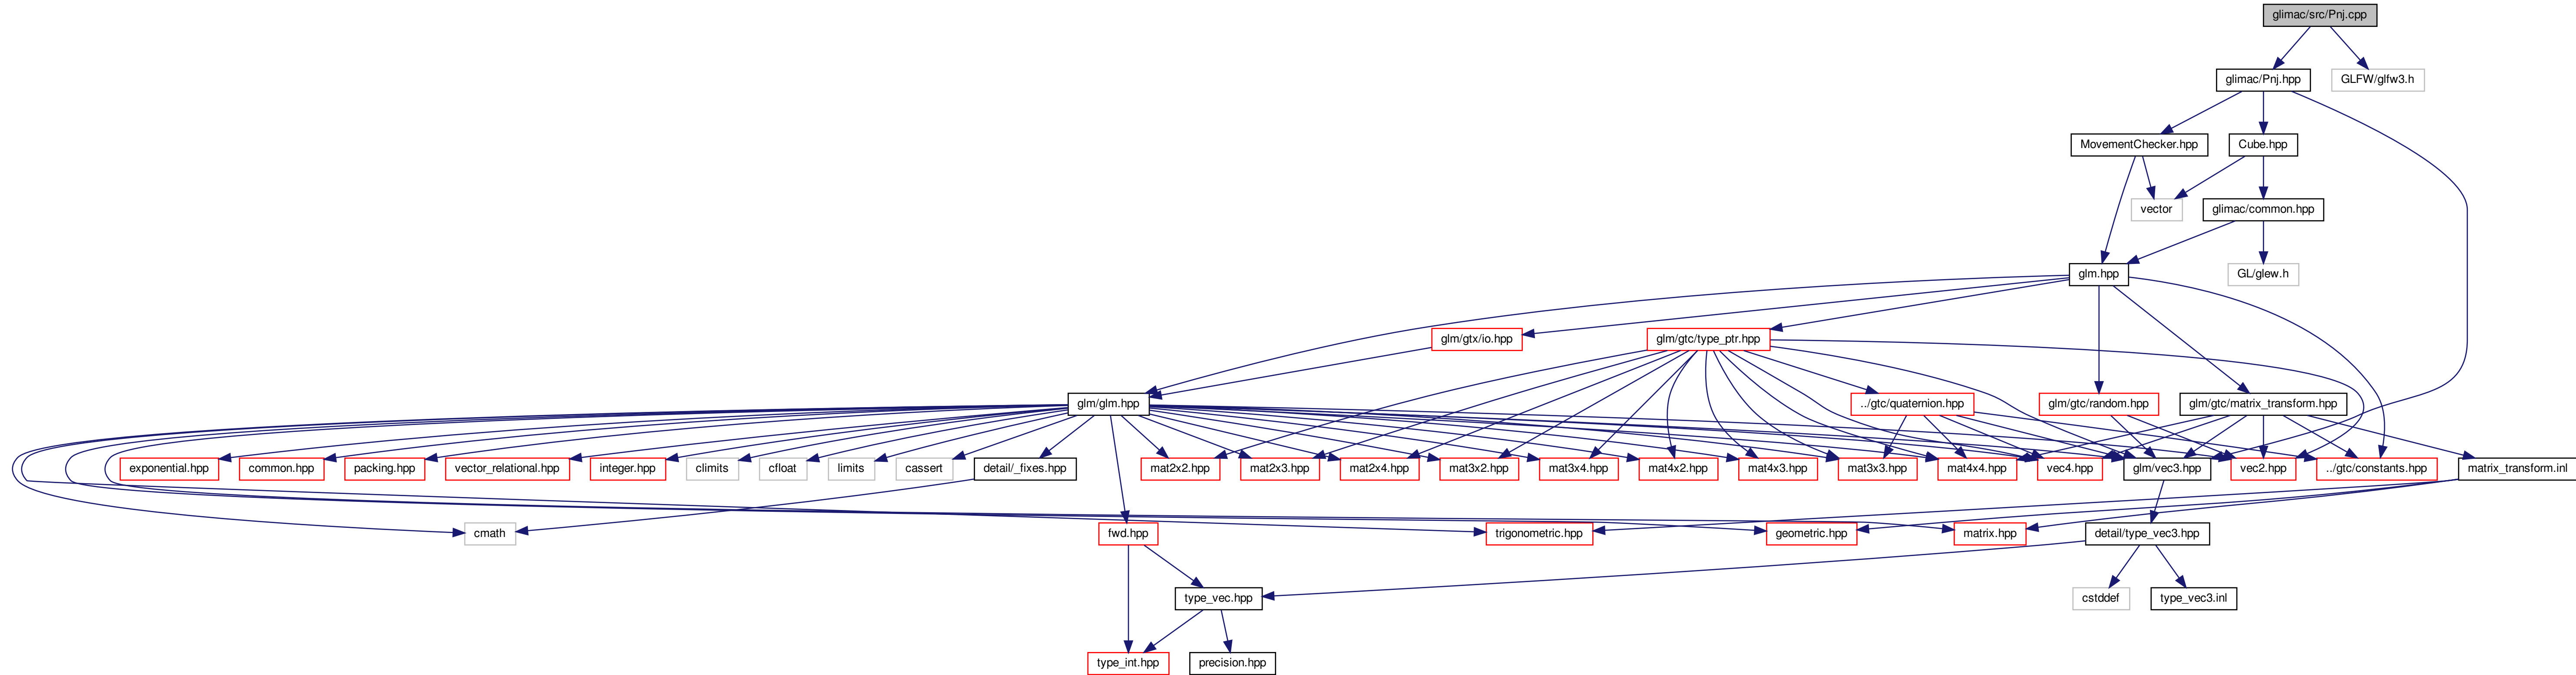 glimac/src/Pnj.cpp
glimac/Pnj.hpp
GLFW/glfw3.h
MovementChecker.hpp
Cube.hpp
vector
glimac/common.hpp
glm.hpp
GL/glew.h
glm/gtx/io.hpp
glm/gtc/type_ptr.hpp
glm/glm.hpp
../gtc/quaternion.hpp
glm/gtc/random.hpp
glm/gtc/matrix_transform.hpp
exponential.hpp
common.hpp
packing.hpp
vector_relational.hpp
integer.hpp
climits
cfloat
limits
cassert
detail/_fixes.hpp
mat2x2.hpp
mat2x3.hpp
mat2x4.hpp
mat3x2.hpp
mat3x4.hpp
mat4x2.hpp
mat4x3.hpp
mat3x3.hpp
mat4x4.hpp
vec4.hpp
glm/vec3.hpp
vec2.hpp
../gtc/constants.hpp
matrix_transform.inl
cmath
fwd.hpp
trigonometric.hpp
geometric.hpp
matrix.hpp
detail/type_vec3.hpp
type_vec.hpp
cstddef
type_vec3.inl
type_int.hpp
precision.hpp